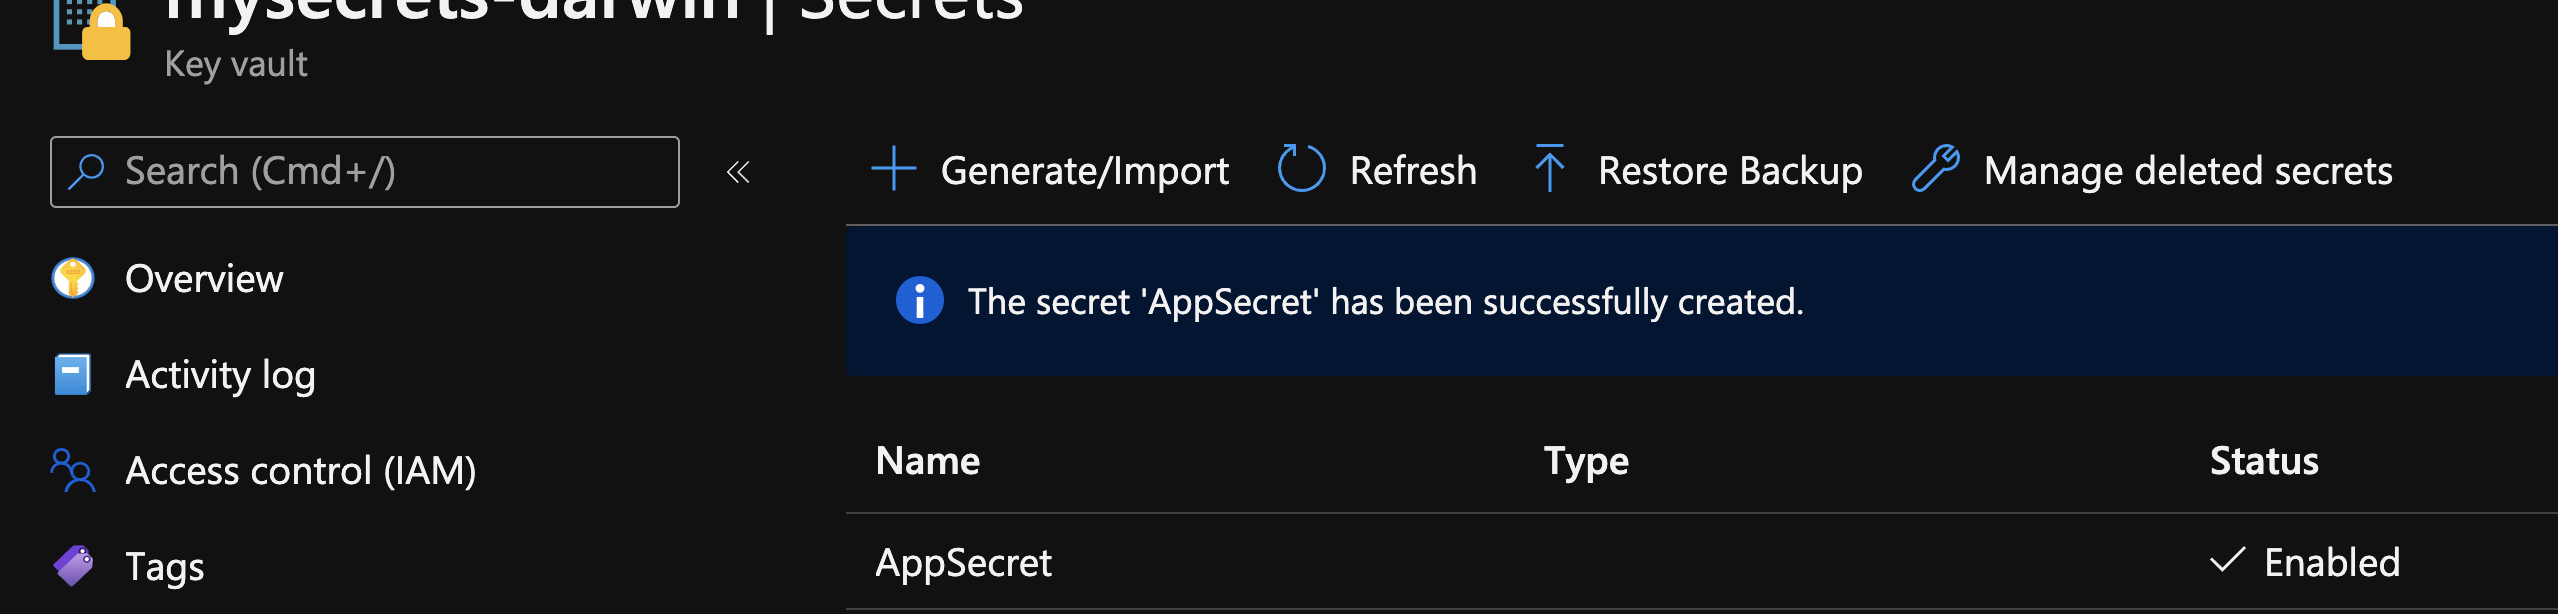 mysecrets-darwin | Secrets
Key vault
Search (Cmd+/)
«
Generate/Import
Refresh
Restore Backup
Manage deleted secrets
Overview
Activity log
Access control (IAM)
Tags
The secret 'AppSecret' has been successfully created.
Name Type Status
AppSecret Enabled